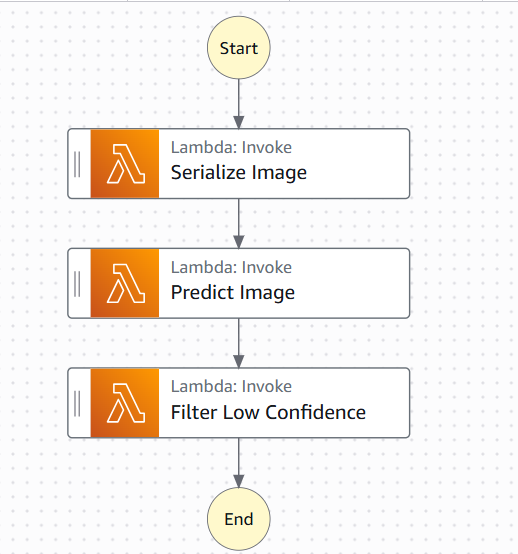 Start
Lambda: Invoke
Serialize Image
Lambda: Invoke
Predict Image
Lambda: Invoke
Filter Low Confidence
End